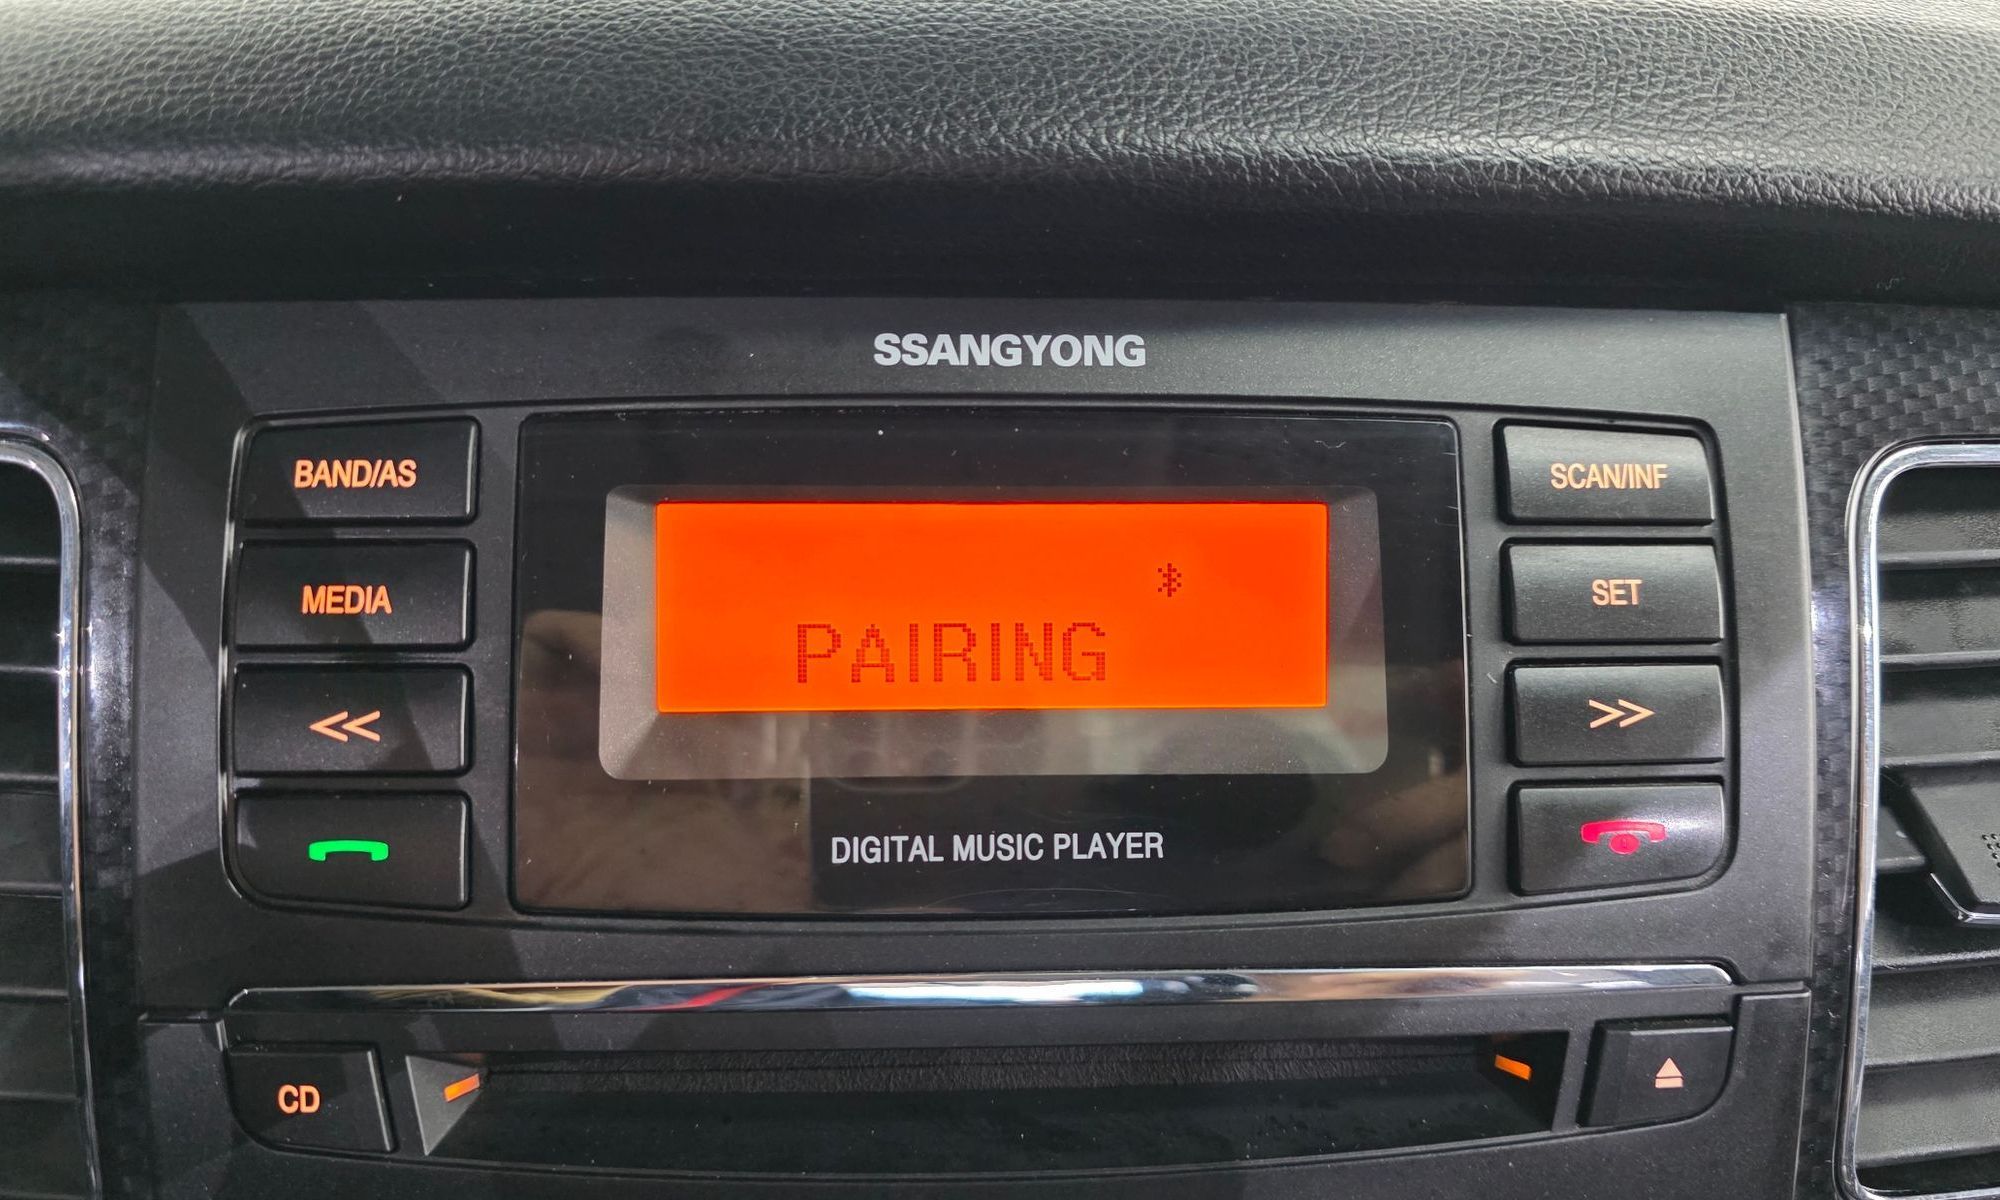 SSANGYONG
BAND/AS
SCAN/INF
MEDIA
SET
PAIRING
DIGITAL MUSIC PLAYER
CD